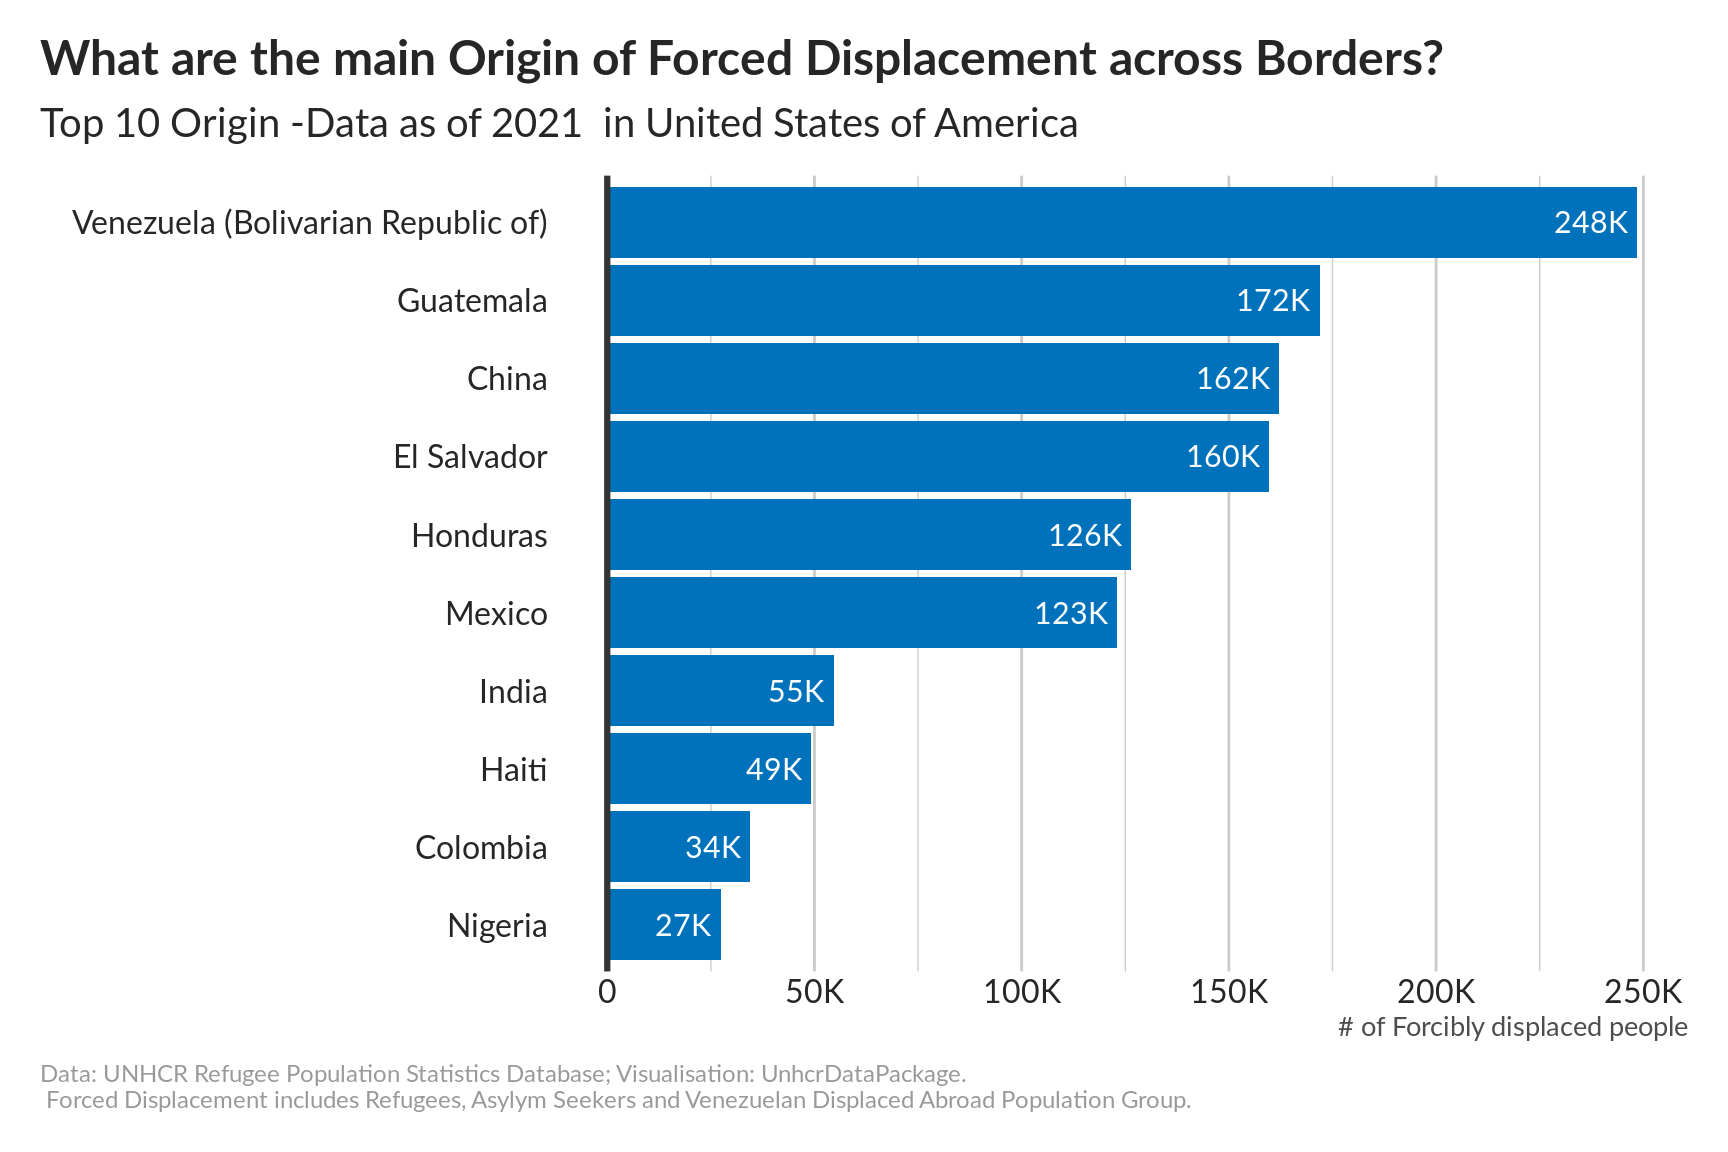 What are the main Origin of Forced Displacement across Borders?
Top 10 Origin -Data as of 2021  in United States of America
Venezuela (Bolivarian Republic of) 248K
Guatemala 172K
China 162K
El Salvador 160K
Honduras 126K
Mexico 123K
India 55K
Haiti 49K
Colombia 34K
Nigeria 27K
0 50K 100K 150K 200K 250K
# of Forcibly displaced people
Data: UNHCR Refugee Population Statistics Database; Visualisation: UnhcrDataPackage.
Forced Displacement includes Refugees, Asylym Seekers and Venezuelan Displaced Abroad Population Group.